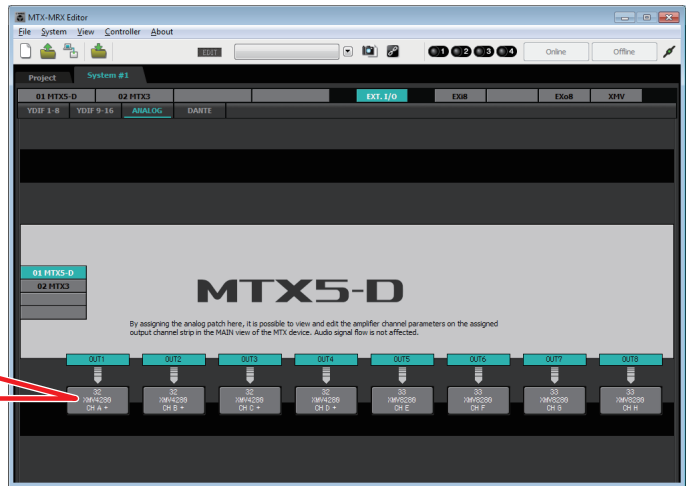 MTX-MRX Editor
File System View Controller About
EDIT 1 2 3 4 Online Offline
Project System #1
01 MTX5-D 02 MTX3 EXT. I/O EXi8 EXo8 XMV
YDIF 1-8 YDIF 9-16 ANALOG DANTE
01 MTX5-D
02 MTX3
MTX5-D
By assigning the analog patch here, it is possible to view and edit the amplifier channel parameters on the assigned
output channel strip in the MAIN view of the MTX device. Audio signal flow is not affected.
OUT1 OUT2 OUT3 OUT4 OUT5 OUT6 OUT7 OUT8
32 32 32 32 33 33 33 33
XMV4280 XMV4280 XMV4280 XMV4280 XMV8280 XMV8280 XMV8280 XMV8280
CH A + CH B + CH C + CH D + CH E CH F CH G CH H